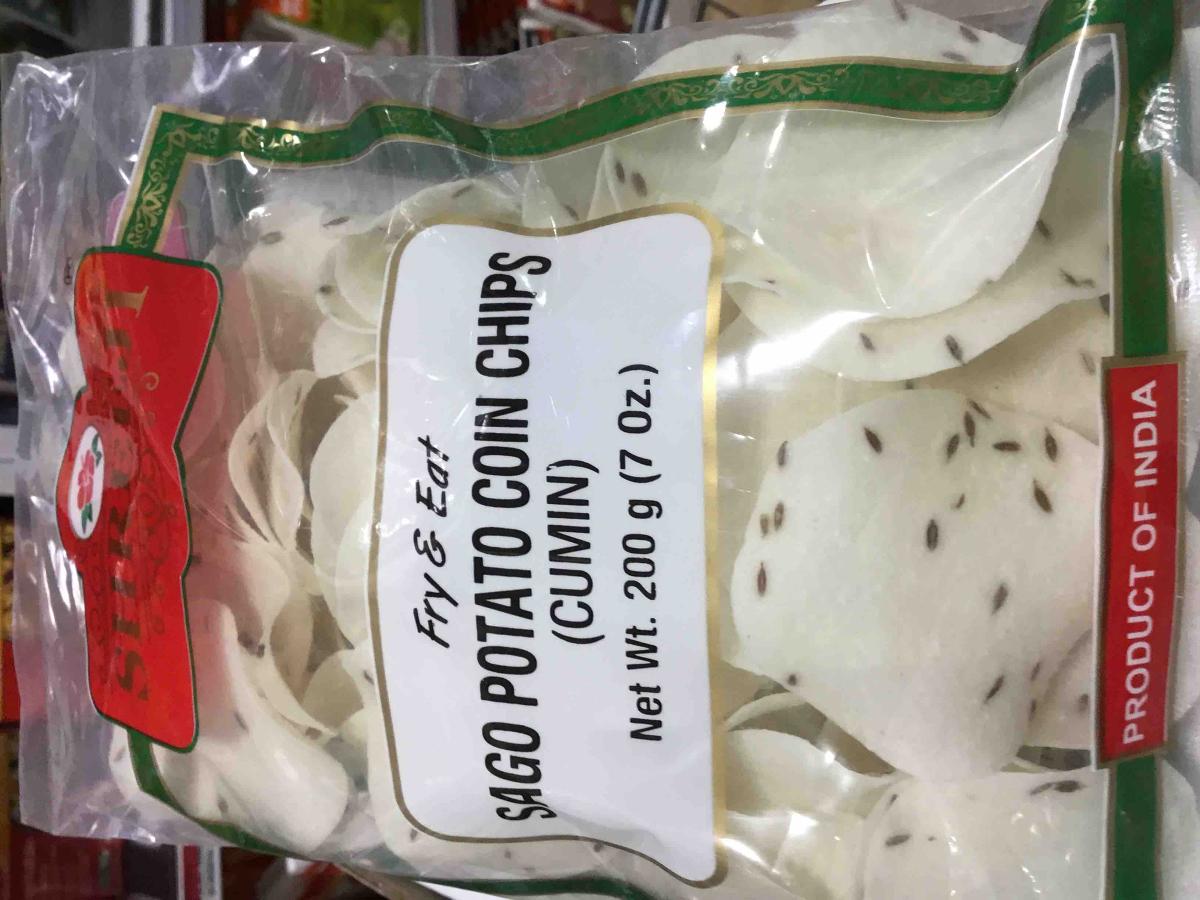 Fry & Eat
SAGO POTATO COIN CHIPS
(CUMIN)
Net Wt. 200 g (7 Oz.)
PRODUCT OF INDIA